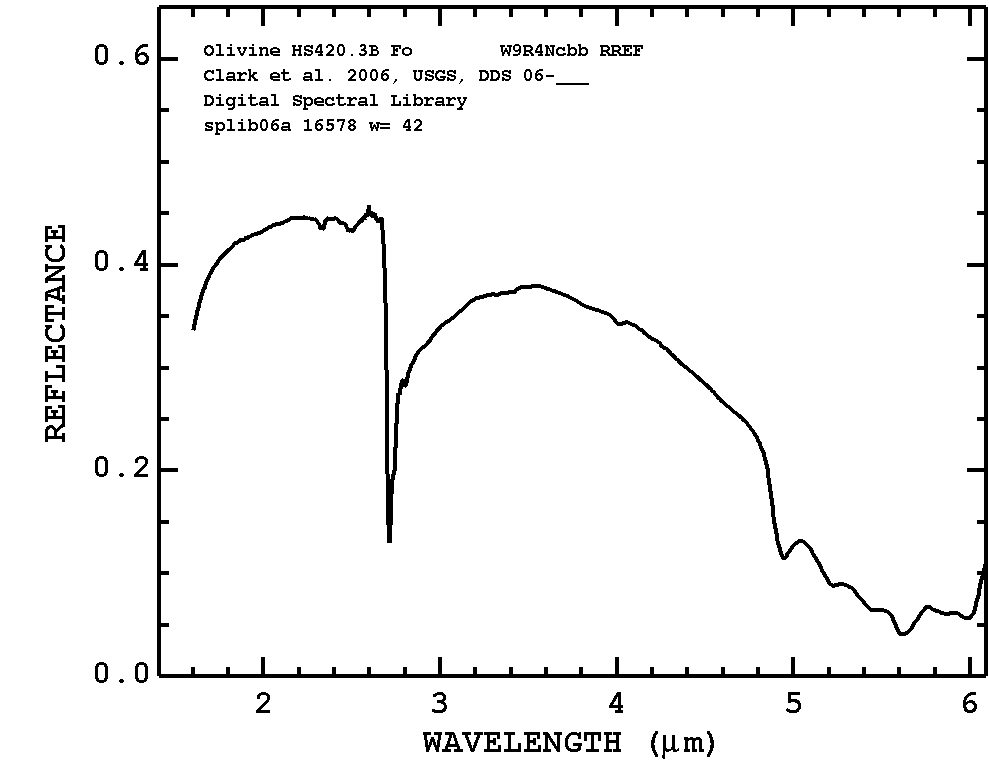 Olivine HS420.3B Fo W9R4Ncbb RREF
Clark et al. 2006, USGS, DDS 06-___
Digital Spectral Library
splib06a 16578 w= 42
0.6
0.4
0.2
0.0
REFLECTANCE
2 3 4 5 6
WAVELENGTH (μm)